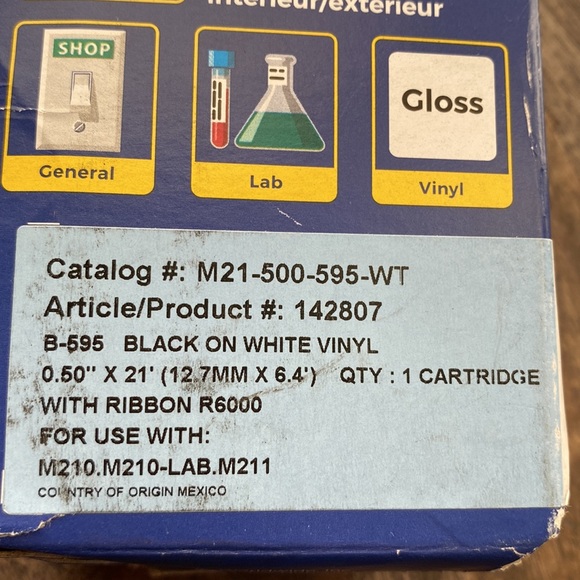 intérieur/extérieur
SHOP
Gloss
General
Lab
Vinyl
Catalog #: M21-500-595-WT
Article/Product #: 142807
B-595 BLACK ON WHITE VINYL
0.50" X 21' (12.7MM X 6.4') QTY : 1 CARTRIDGE
WITH RIBBON R6000
FOR USE WITH:
M210.M210-LAB.M211
COUNTRY OF ORIGIN MEXICO